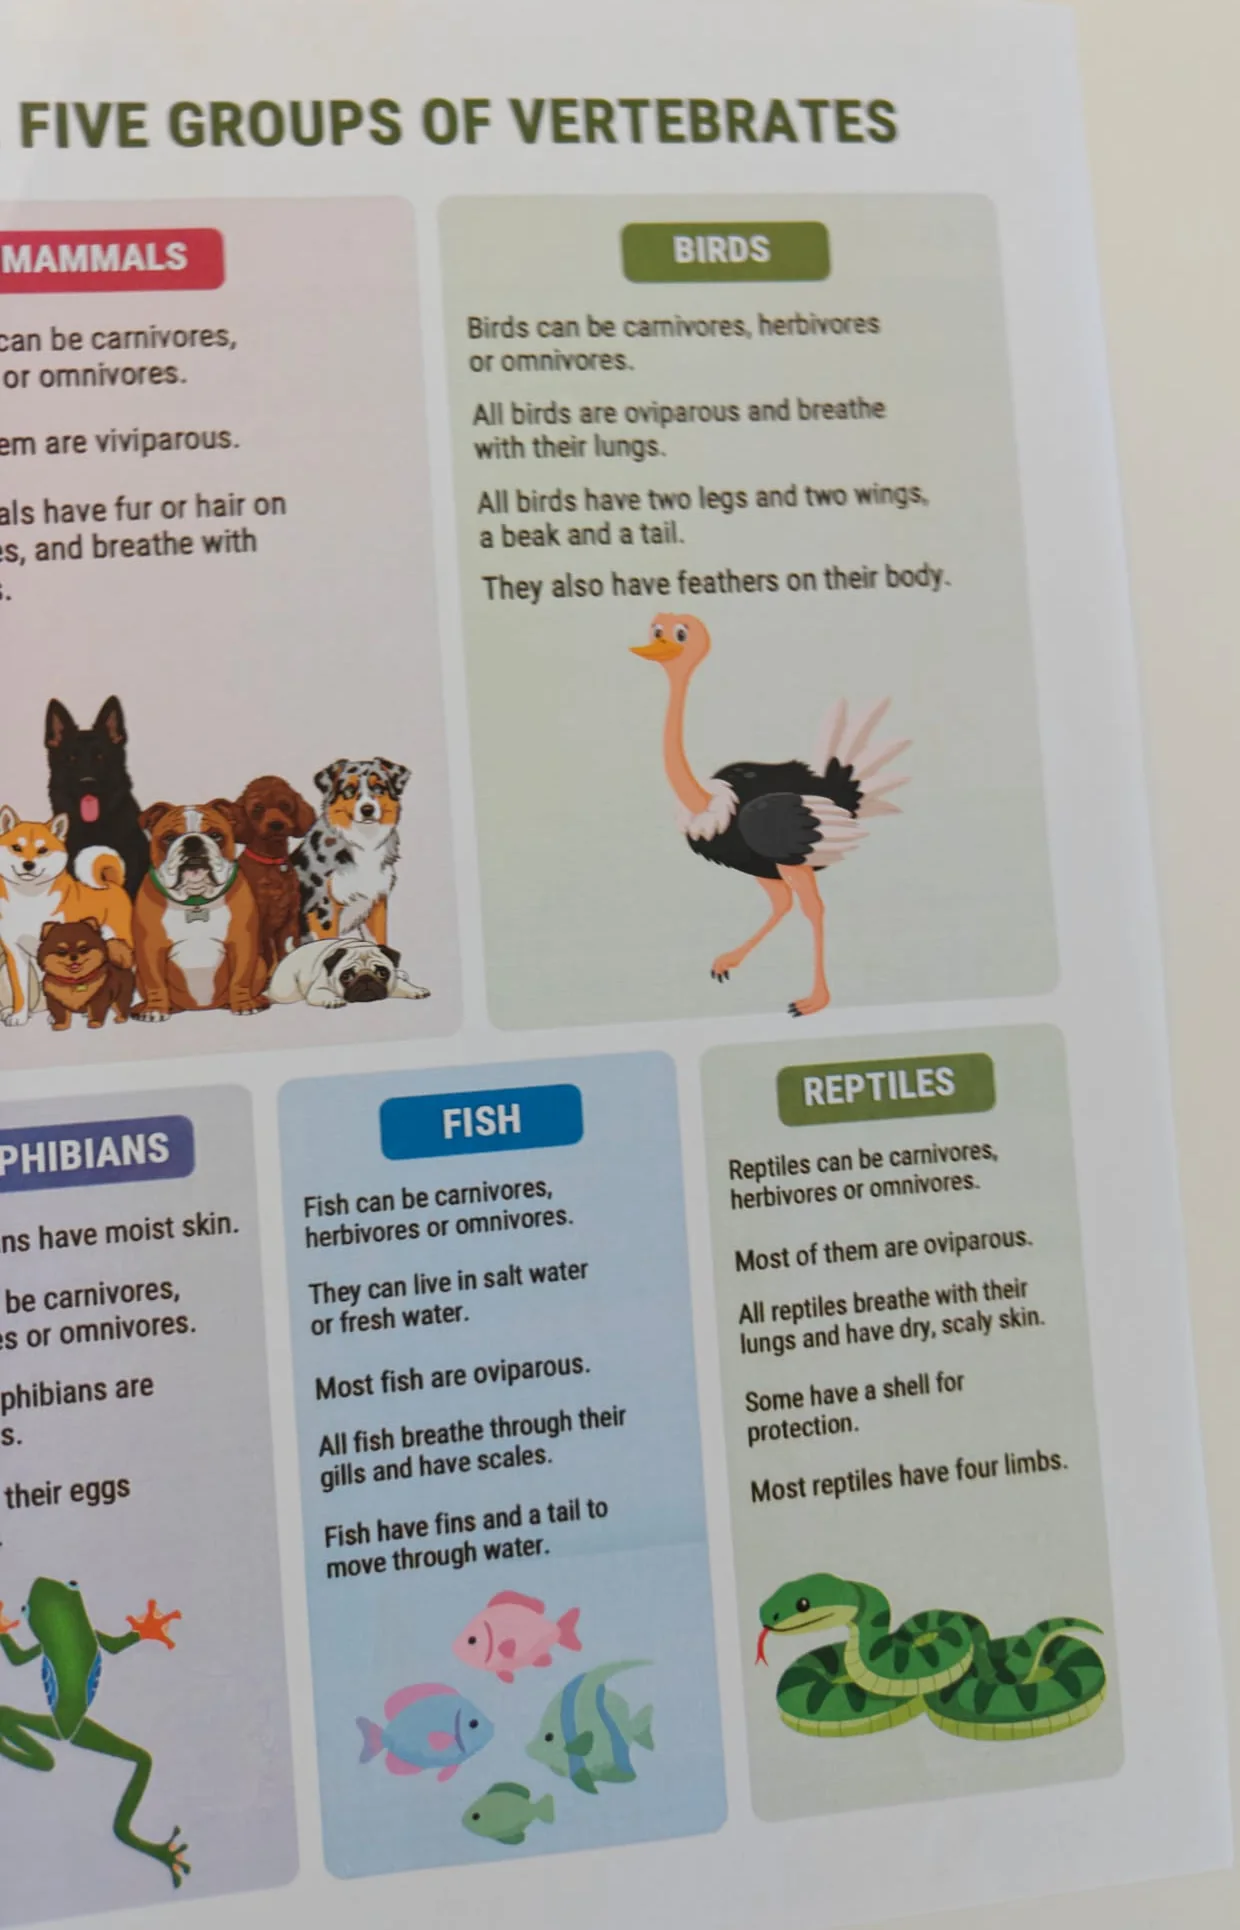 FIVE GROUPS OF VERTEBRATES
MAMMALS
can be carnivores,
or omnivores.
em are viviparous.
als have fur or hair on
es, and breathe with
s.
BIRDS
Birds can be carnivores, herbivores
or omnivores.
All birds are oviparous and breathe
with their lungs.
All birds have two legs and two wings,
a beak and a tail.
They also have feathers on their body.
PHIBIANS
ns have moist skin.
be carnivores,
es or omnivores.
phibians are
s.
their eggs
.
FISH
Fish can be carnivores,
herbivores or omnivores.
They can live in salt water
or fresh water.
Most fish are oviparous.
All fish breathe through their
gills and have scales.
Fish have fins and a tail to
move through water.
REPTILES
Reptiles can be carnivores,
herbivores or omnivores.
Most of them are oviparous.
All reptiles breathe with their
lungs and have dry, scaly skin.
Some have a shell for
protection.
Most reptiles have four limbs.